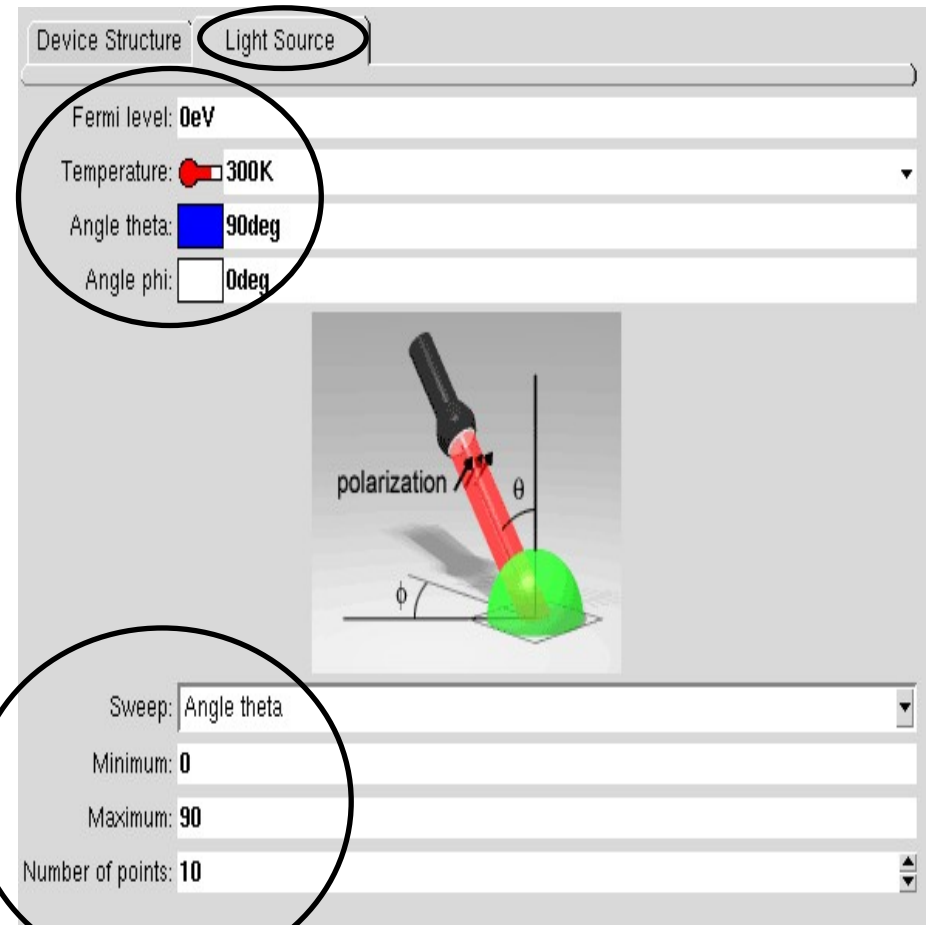 Device Structure Light Source
Fermi level: 0eV
Temperature: 300K
Angle theta: 90deg
Angle phi: 0deg
polarization θ
ϕ
Sweep: Angle theta
Minimum: 0
Maximum: 90
Number of points: 10